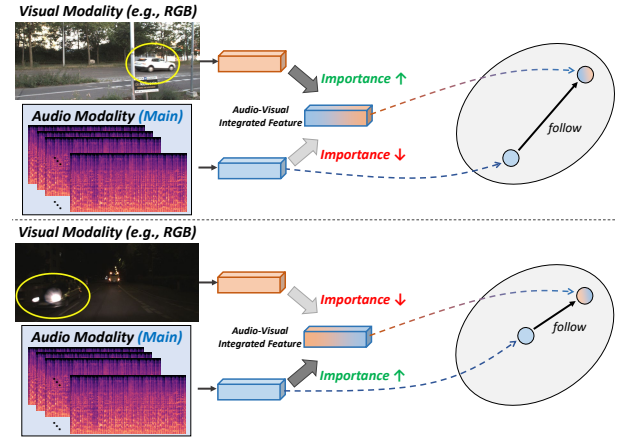 Visual Modality (e.g., RGB)
Importance ↑
Audio Modality (Main)
Audio-Visual
Integrated Feature
follow
Importance ↓
Visual Modality (e.g., RGB)
Importance ↓
Audio-Visual
Integrated Feature
follow
Audio Modality (Main)
Importance ↑